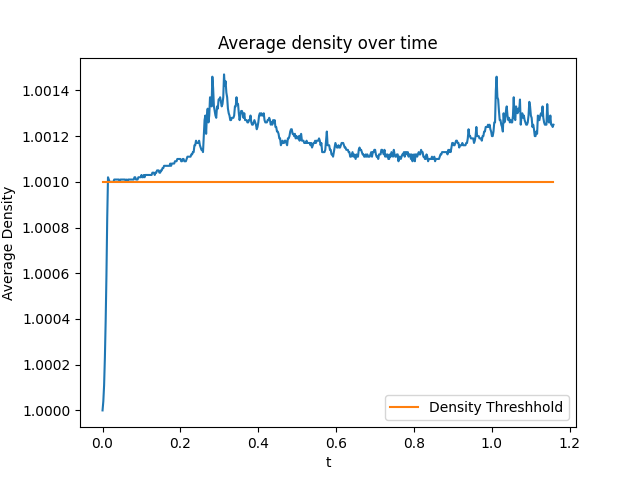 Average density over time
1.0014
1.0012
1.0010
1.0008
1.0006
1.0004
1.0002
1.0000
Average Density
0.0 0.2 0.4 0.6 0.8 1.0 1.2
t
Density Threshhold